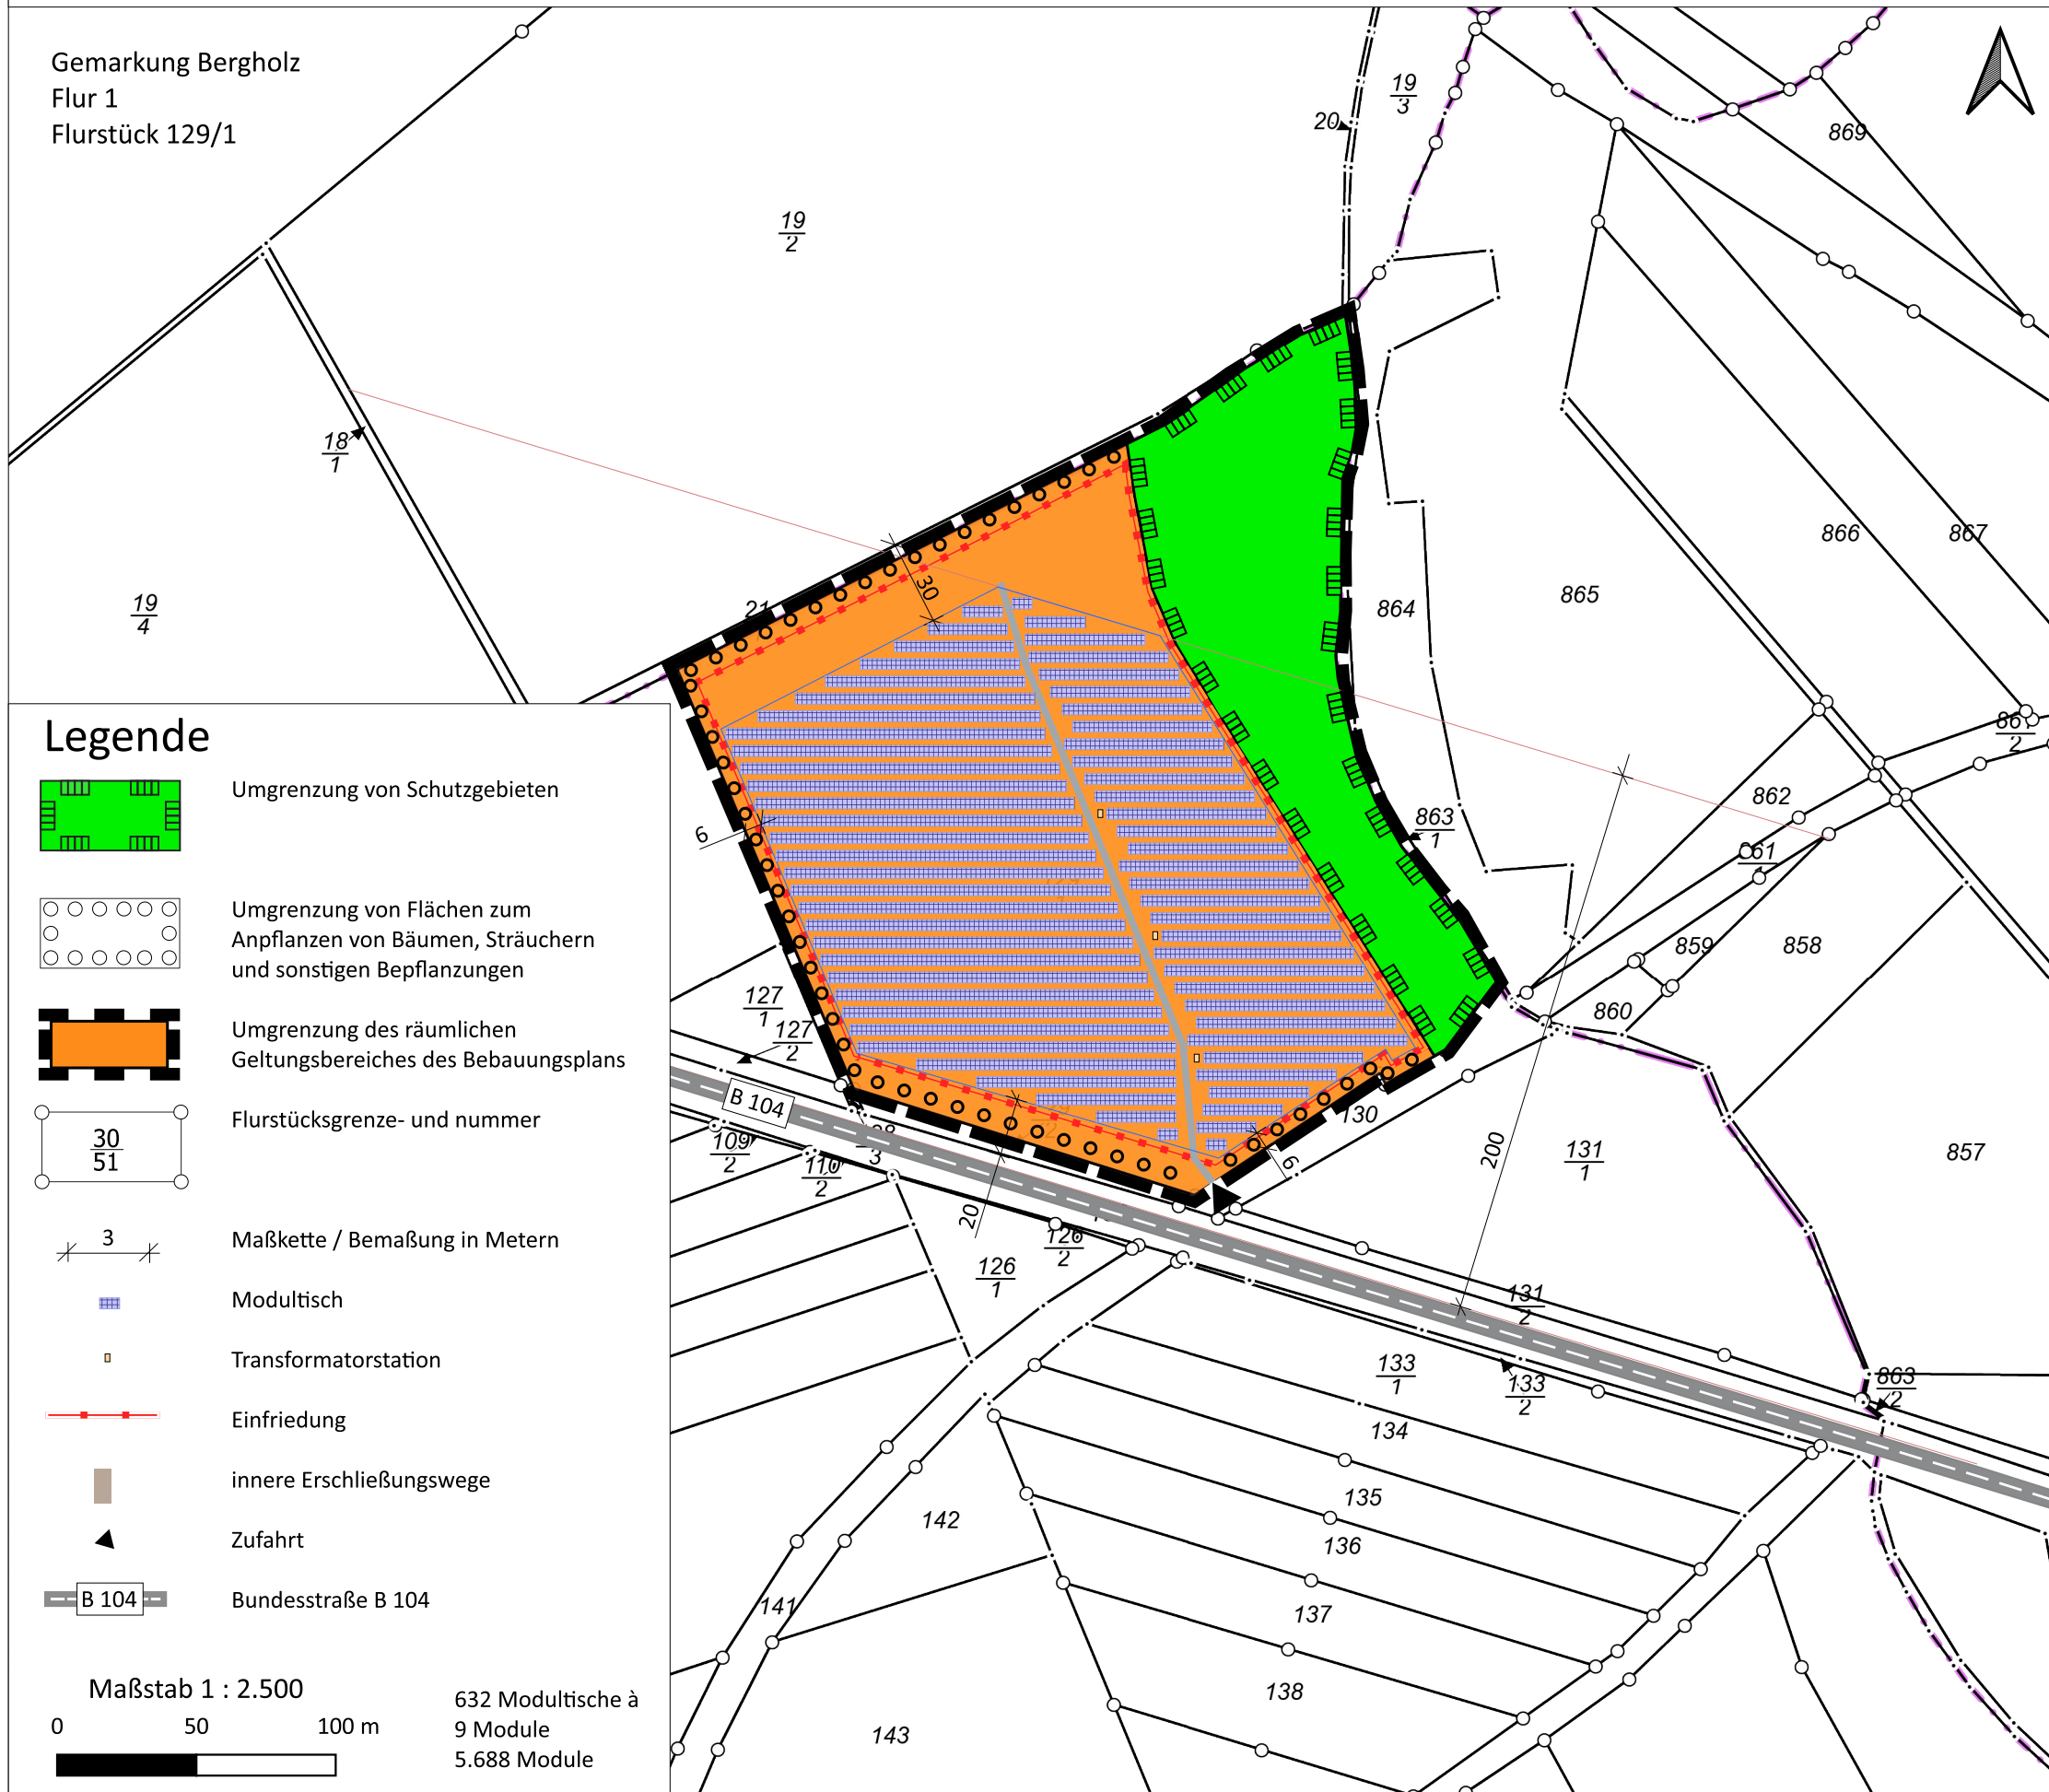 Gemarkung Bergholz
Flur 1
Flurstück 129/1
19
3
20
869
19
2
18
1
866
867
19
4
21
30
864
865
867
2
862
863
1
6
861
859
858
127
1
860
127
2
B 104
130
109
2
110
2
3
6
200
131
1
857
20
126
2
126
1
131
2
133
1
133
2
863
2
134
135
142
136
141
137
138
143
Legende
Umgrenzung von Schutzgebieten
Umgrenzung von Flächen zum
Anpflanzen von Bäumen, Sträuchern
und sonstigen Bepflanzungen
Umgrenzung des räumlichen
Geltungsbereiches des Bebauungsplans
30
51
Flurstücksgrenze- und nummer
3
Maßkette / Bemaßung in Metern
Modultisch
Transformatorstation
Einfriedung
innere Erschließungswege
Zufahrt
B 104
Bundesstraße B 104
Maßstab 1 : 2.500
0 50 100 m
632 Modultische à
9 Module
5.688 Module